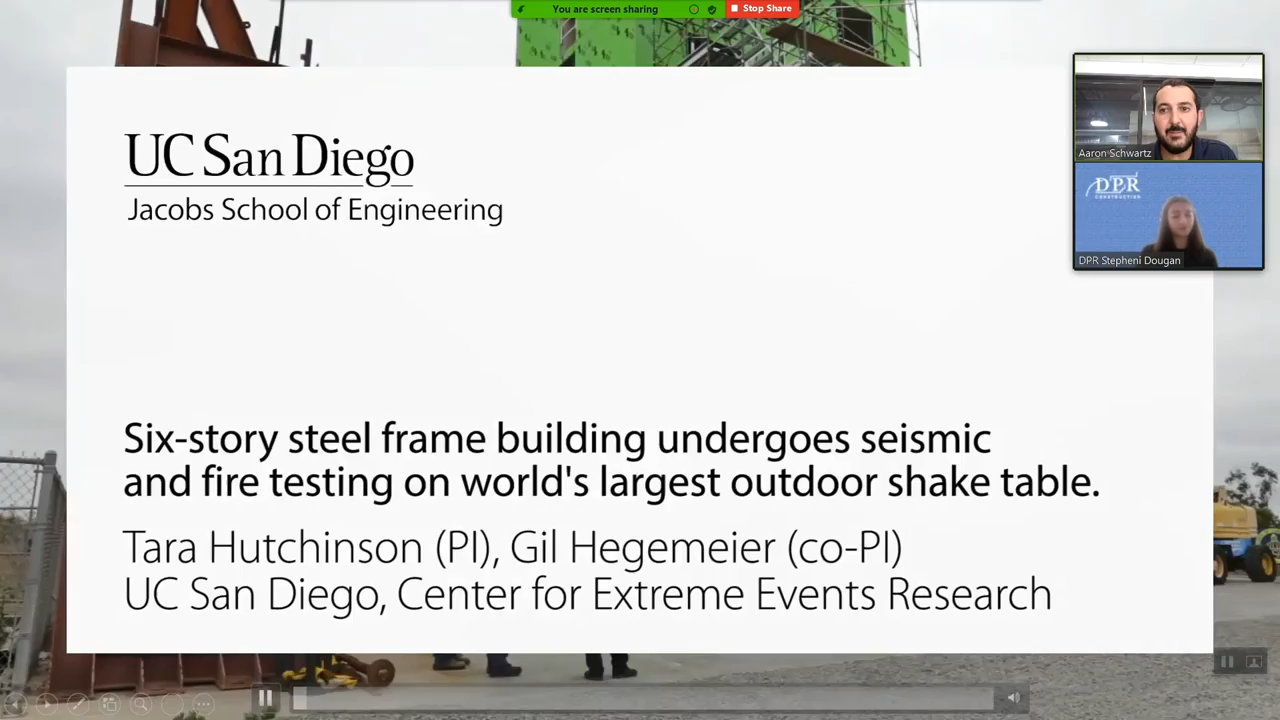 You are screen sharing
Stop Share
UC San Diego
Jacobs School of Engineering
Aaron Schwartz
DPR
CONSTRUCTION
DPR Stepheni Dougan
Six-story steel frame building undergoes seismic
and fire testing on world's largest outdoor shake table.
Tara Hutchinson (PI), Gil Hegemeier (co-PI)
UC San Diego, Center for Extreme Events Research